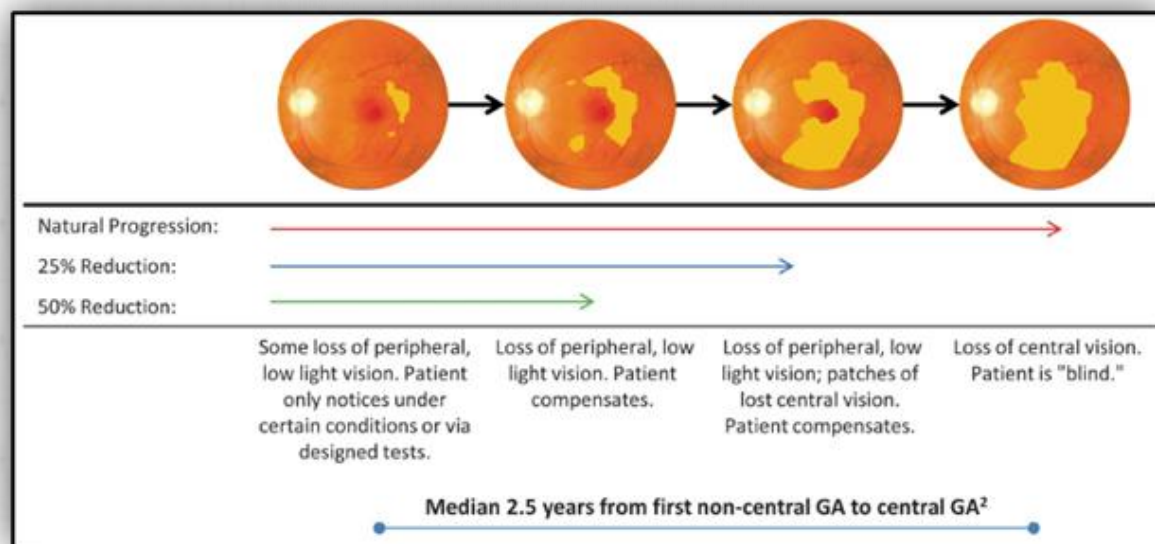 Natural Progression:
25% Reduction:
50% Reduction:
Some loss of peripheral,
low light vision. Patient
only notices under
certain conditions or via
designed tests.
Loss of peripheral, low
light vision. Patient
compensates.
Loss of peripheral, low
light vision; patches of
lost central vision.
Patient compensates.
Loss of central vision.
Patient is "blind."
Median 2.5 years from first non-central GA to central GA²